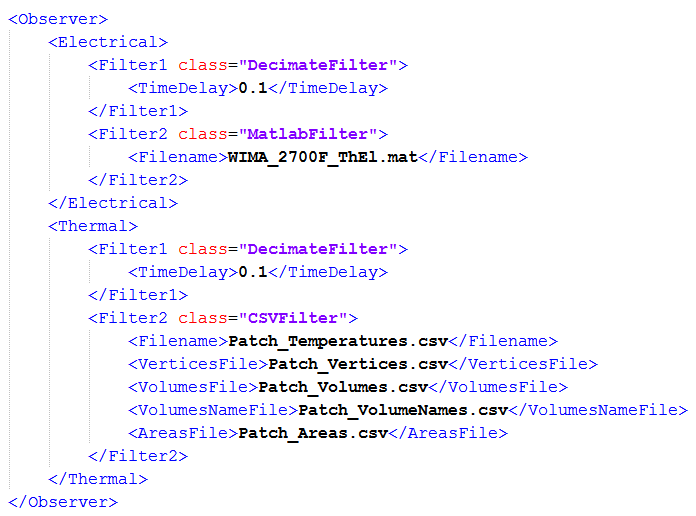 <Observer>
<Electrical>
<Filter1 class="DecimateFilter">
<TimeDelay>0.1</TimeDelay>
</Filter1>
<Filter2 class="MatlabFilter">
<Filename>WIMA_2700F_ThEl.mat</Filename>
</Filter2>
</Electrical>
<Thermal>
<Filter1 class="DecimateFilter">
<TimeDelay>0.1</TimeDelay>
</Filter1>
<Filter2 class="CSVFilter">
<Filename>Patch_Temperatures.csv</Filename>
<VerticesFile>Patch_Vertices.csv</VerticesFile>
<VolumesFile>Patch_Volumes.csv</VolumesFile>
<VolumesNameFile>Patch_VolumeNames.csv</VolumesNameFile>
<AreasFile>Patch_Areas.csv</AreasFile>
</Filter2>
</Thermal>
</Observer>